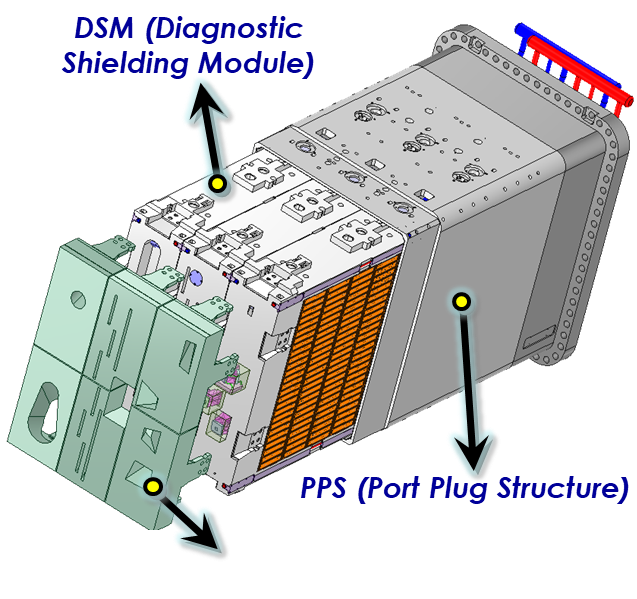 DSM (Diagnostic
Shielding Module)
PPS (Port Plug Structure)